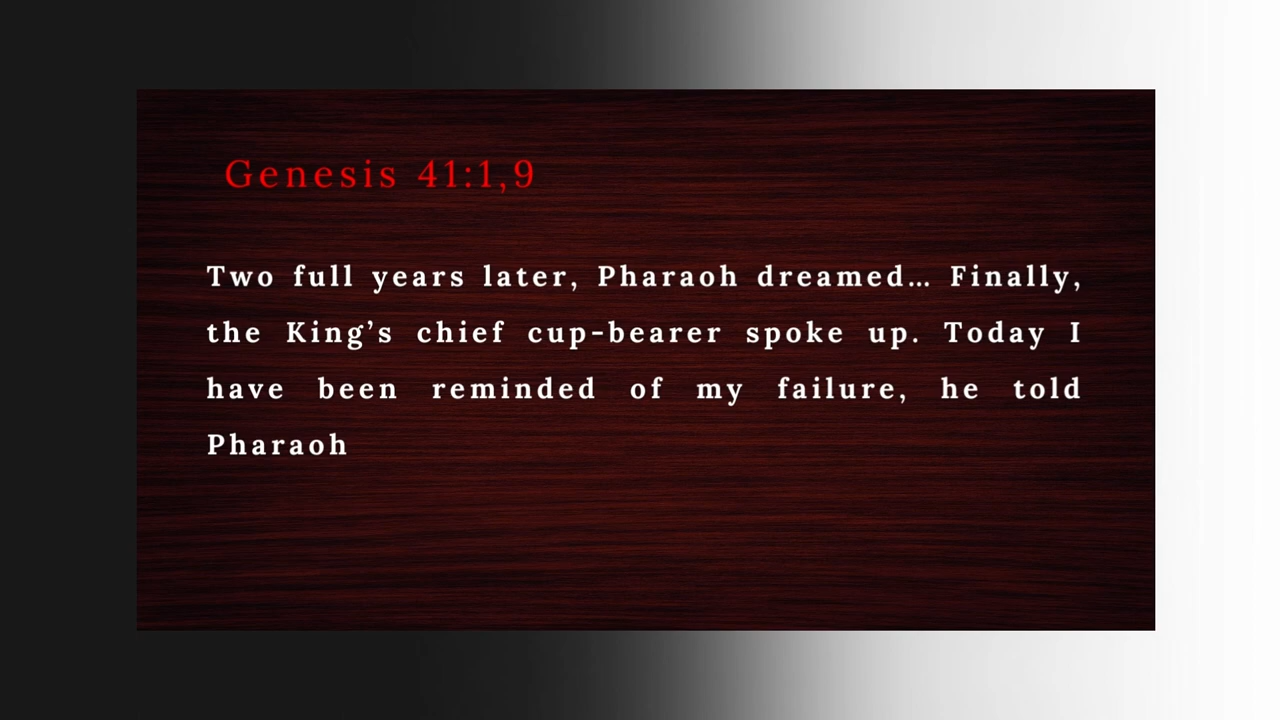 Genesis 41:1,9
Two full years later, Pharaoh dreamed... Finally,
the King’s chief cup-bearer spoke up. Today I
have been reminded of my failure, he told
Pharaoh